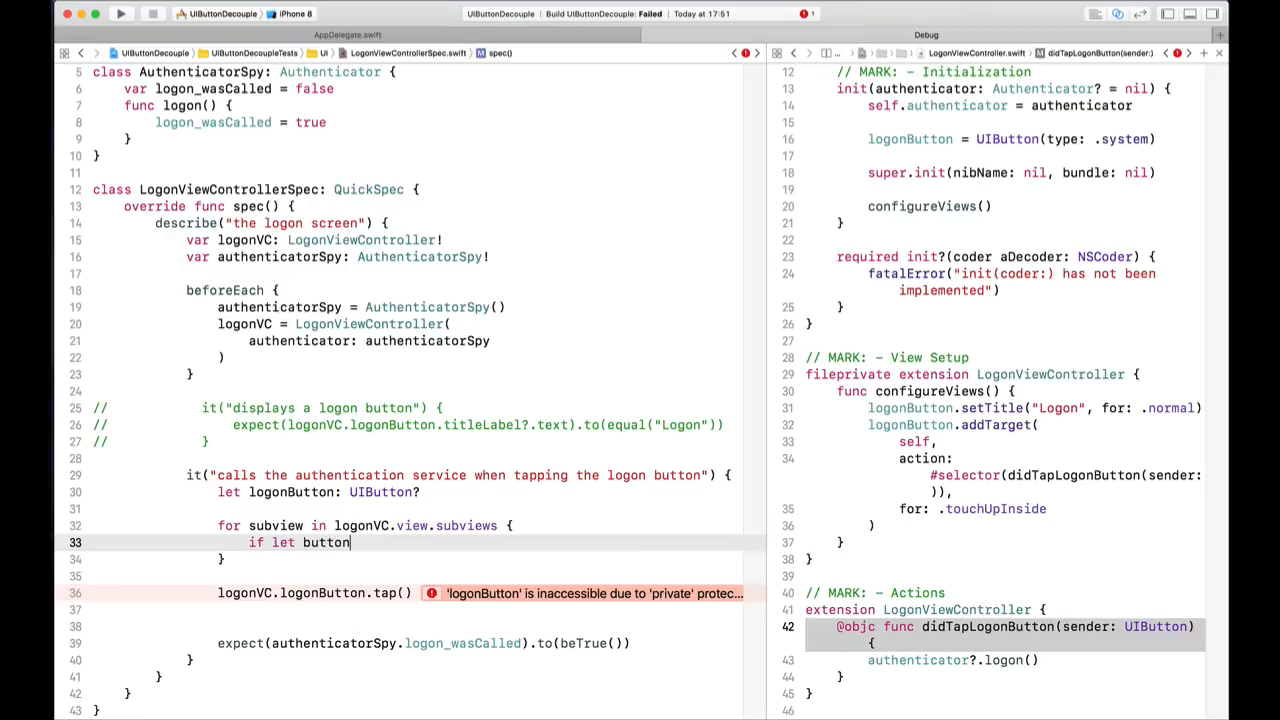 UIButtonDecouple
iPhone 8
UIButtonDecouple | Build UIButtonDecouple: Failed | Today at 17:51
1
AppDelegate.swift
Debug
UIButtonDecouple
UIButtonDecoupleTests
UI
LogonViewControllerSpec.swift
M spec()
LogonViewController.swift
M didTapLogonButton(sender:)
5 class AuthenticatorSpy: Authenticator {
6 var logon_wasCalled = false
7 func logon() {
8 logon_wasCalled = true
9 }
10 }
11
12 class LogonViewControllerSpec: QuickSpec {
13 override func spec() {
14 describe("the logon screen") {
15 var logonVC: LogonViewController!
16 var authenticatorSpy: AuthenticatorSpy!
17
18 beforeEach {
19 authenticatorSpy = AuthenticatorSpy()
20 logonVC = LogonViewController(
21 authenticator: authenticatorSpy
22 )
23 }
24
25 // it("displays a logon button") {
26 // expect(logonVC.logonButton.titleLabel?.text).to(equal("Logon"))
27 // }
28
29 it("calls the authentication service when tapping the logon button") {
30 let logonButton: UIButton?
31
32 for subview in logonVC.view.subviews {
33 if let button
34 }
35
36 logonVC.logonButton.tap() 'logonButton' is inaccessible due to 'private' protec...
37
38
39 expect(authenticatorSpy.logon_wasCalled).to(beTrue())
40 }
41 }
42 }
43 }
12 // MARK: - Initialization
13 init(authenticator: Authenticator? = nil) {
14 self.authenticator = authenticator
15
16 logonButton = UIButton(type: .system)
17
18 super.init(nibName: nil, bundle: nil)
19
20 configureViews()
21 }
22
23 required init?(coder aDecoder: NSCoder) {
24 fatalError("init(coder:) has not been
implemented")
25 }
26 }
27
28 // MARK: - View Setup
29 fileprivate extension LogonViewController {
30 func configureViews() {
31 logonButton.setTitle("Logon", for: .normal)
32 logonButton.addTarget(
33 self,
34 action:
#selector(didTapLogonButton(sender:
)),
35 for: .touchUpInside
36 )
37 }
38 }
39
40 // MARK: - Actions
41 extension LogonViewController {
42 @objc func didTapLogonButton(sender: UIButton)
{
43 authenticator?.logon()
44 }
45 }
46